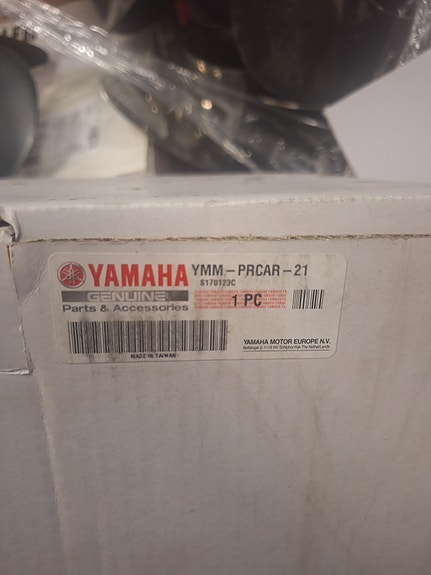 YAMAHA YMM-PRCAR-21
S170123C
GENUINE 1 PC
Parts & Accessories
MADE IN TAIWAN
YAMAHA MOTOR EUROPE N.V.